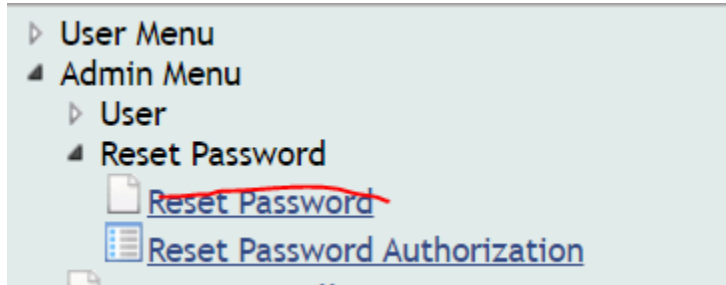 User Menu
Admin Menu
User
Reset Password
Reset Password
Reset Password Authorization